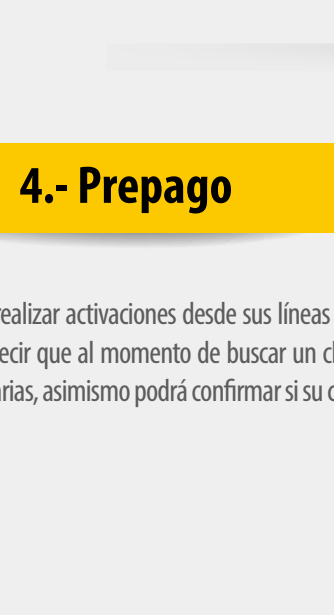 4.- Prepago
realizar activaciones desde sus líneas
ecir que al momento de buscar un
arias, asimismo podrá confirmar si su